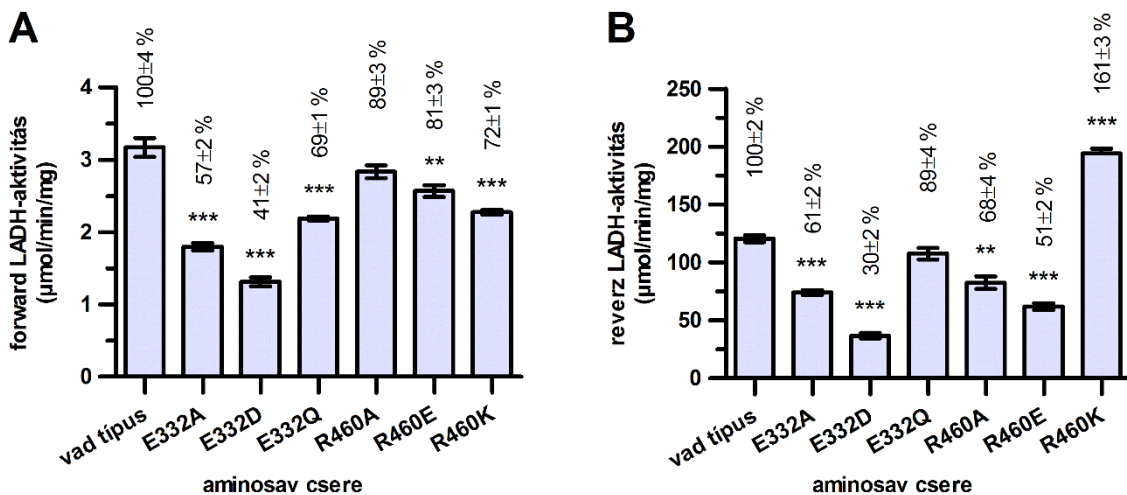 A
forward LADH-aktivitás
(μmol/min/mg)
4
3
2
1
0
100±4 %
57±2 %
41±2 %
69±1 %
89±3 %
81±3 %
72±1 %
***
***
***
**
***
vad típus
E332A
E332D
E332Q
R460A
R460E
R460K
aminosav csere
B
reverz LADH-aktivitás
(μmol/min/mg)
250
200
150
100
50
0
100±2 %
61±2 %
30±2 %
89±4 %
68±4 %
51±2 %
161±3 %
***
***
**
***
***
vad típus
E332A
E332D
E332Q
R460A
R460E
R460K
aminosav csere